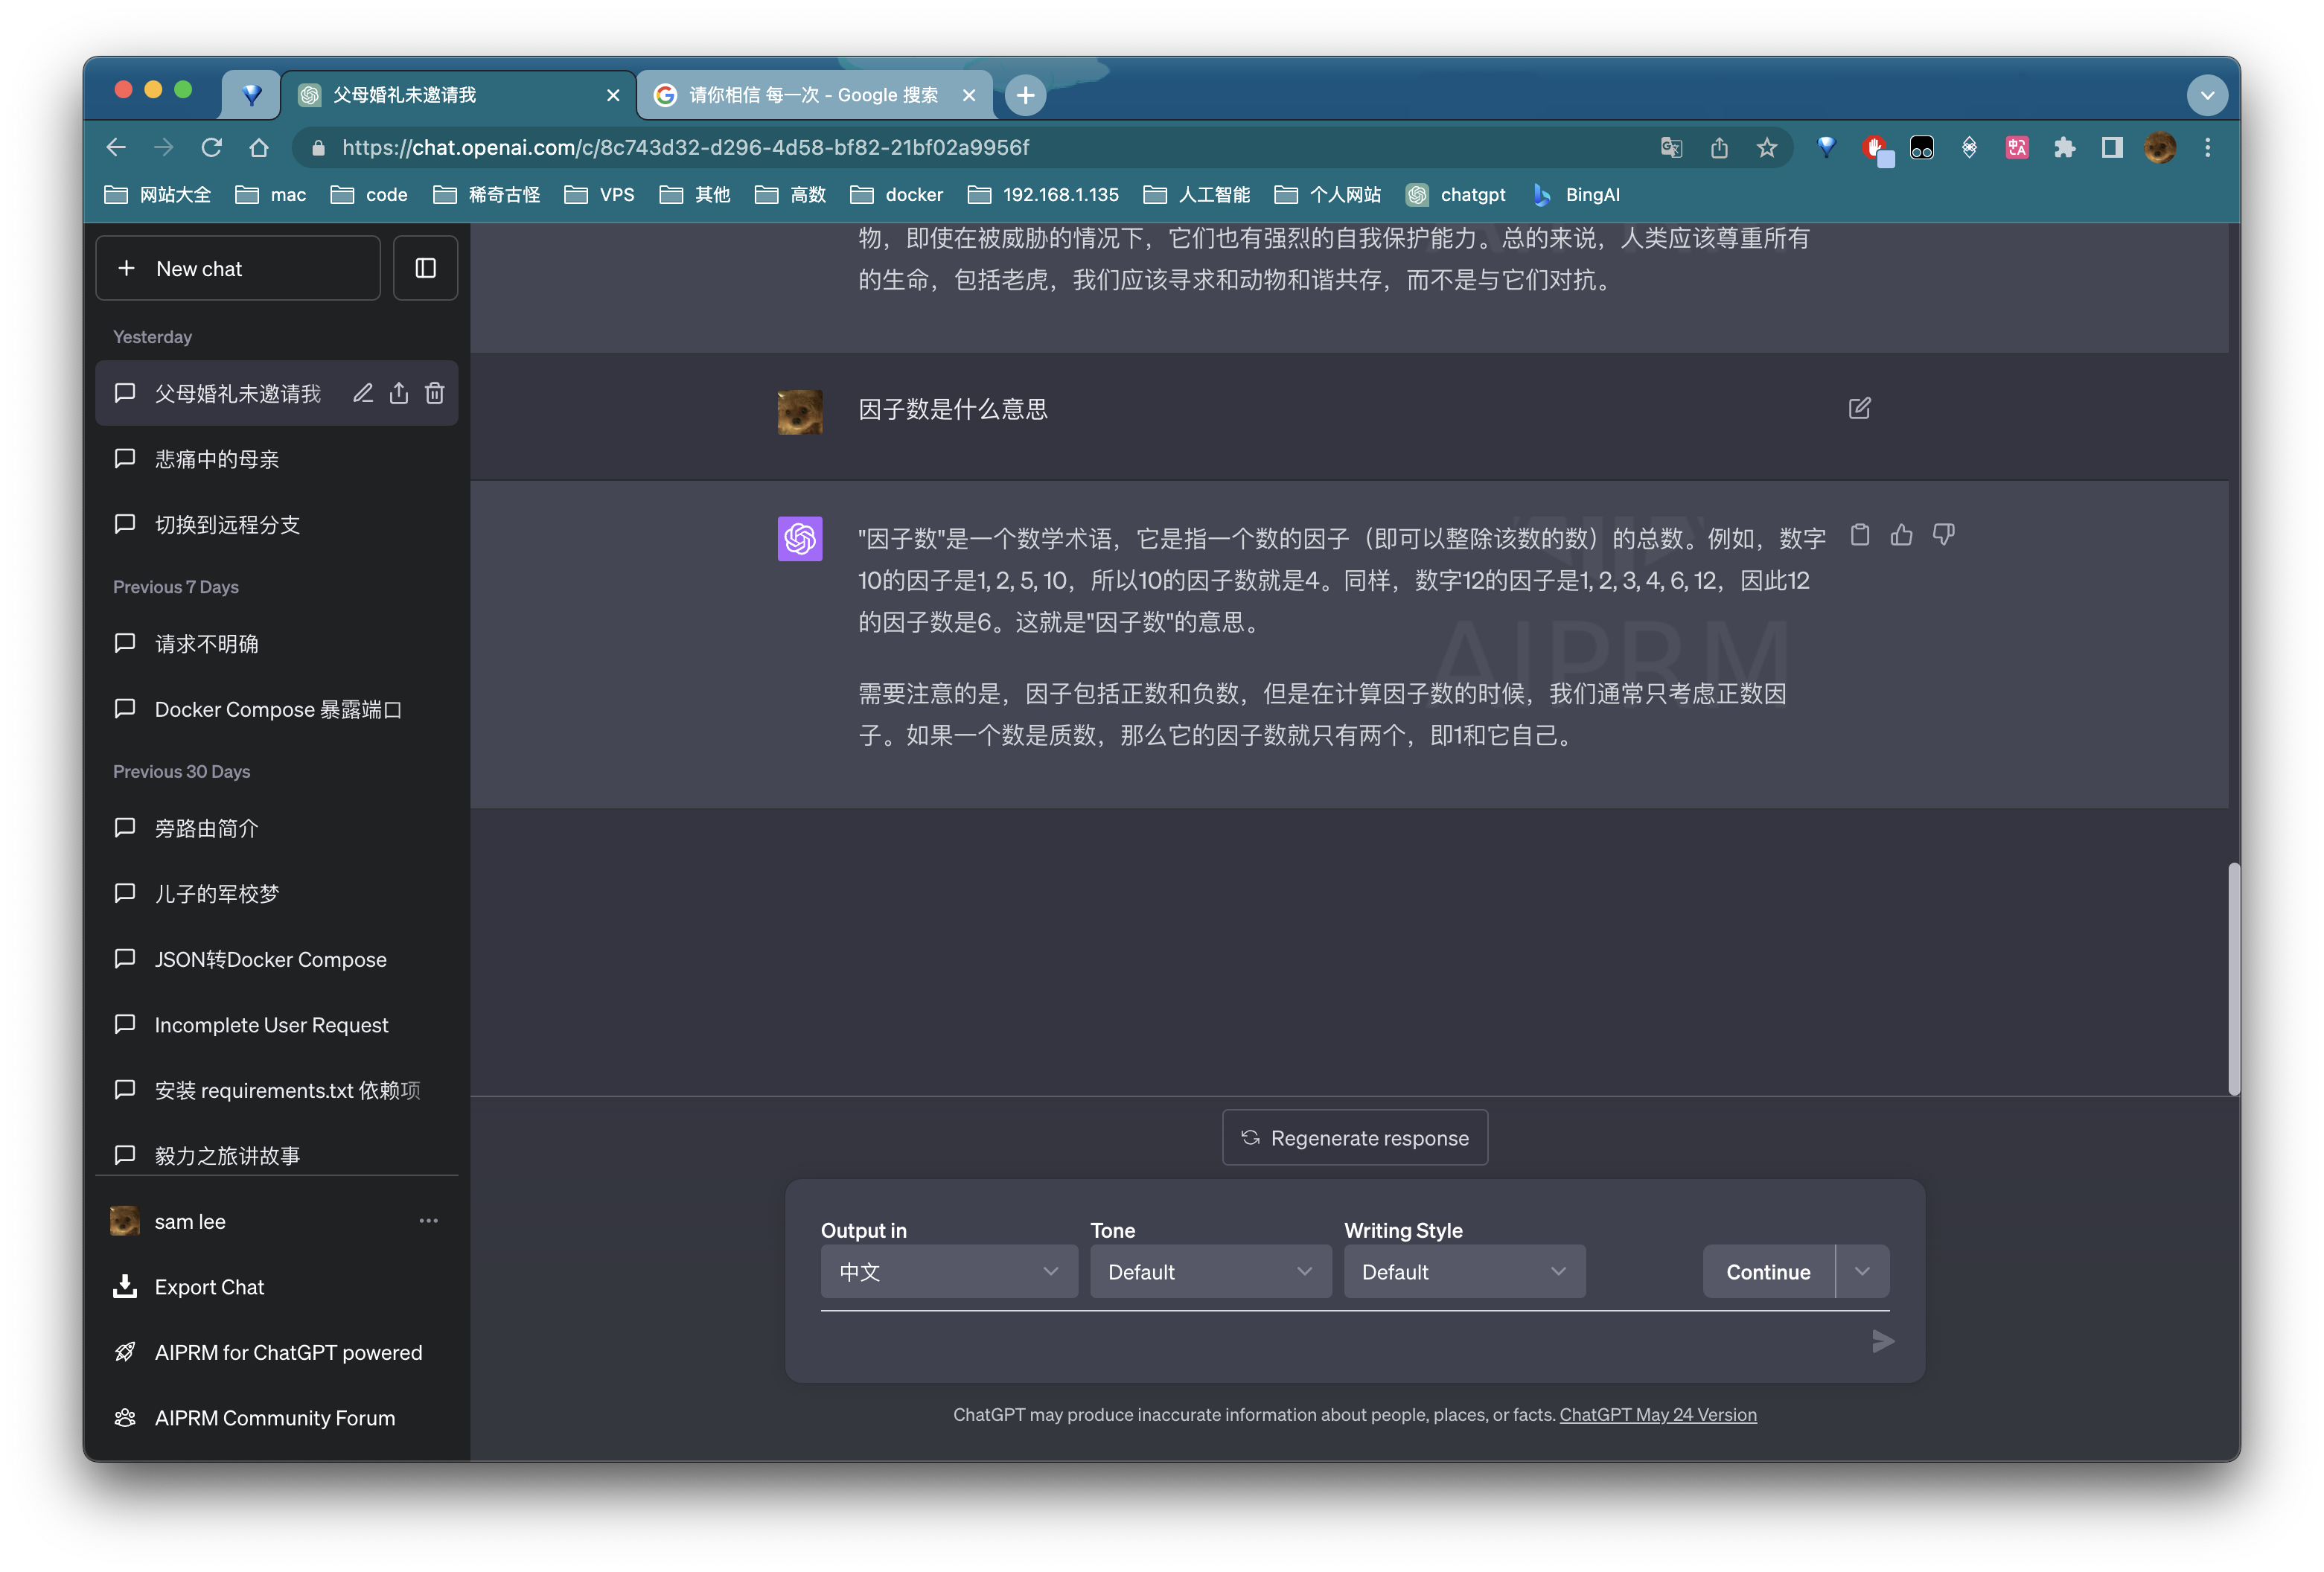 父母婚礼未邀请我
请你相信 每一次 - Google 搜索
https://chat.openai.com/c/8c743d32-d296-4d58-bf82-21bf02a9956f
网站大全 mac code 稀奇古怪 VPS 其他 高数 docker 192.168.1.135 人工智能 个人网站 chatgpt BingAI
New chat
Yesterday
父母婚礼未邀请我
悲痛中的母亲
切换到远程分支
Previous 7 Days
请求不明确
Docker Compose 暴露端口
Previous 30 Days
旁路由简介
儿子的军校梦
JSON转Docker Compose
Incomplete User Request
安装 requirements.txt 依赖项
毅力之旅讲故事
sam lee
Export Chat
AIPRM for ChatGPT powered
AIPRM Community Forum
物，即使在被威胁的情况下，它们也有强烈的自我保护能力。总的来说，人类应该尊重所有
的生命，包括老虎，我们应该寻求和动物和谐共存，而不是与它们对抗。
因子数是什么意思
"因子数"是一个数学术语，它是指一个数的因子（即可以整除该数的数）的总数。例如，数字
10的因子是1, 2, 5, 10，所以10的因子数就是4。同样，数字12的因子是1, 2, 3, 4, 6, 12，因此12
的因子数是6。这就是"因子数"的意思。
AIPRM
需要注意的是，因子包括正数和负数，但是在计算因子数的时候，我们通常只考虑正数因
子。如果一个数是质数，那么它的因子数就只有两个，即1和它自己。
Regenerate response
Output in Tone Writing Style
中文 Default Default Continue
ChatGPT may produce inaccurate information about people, places, or facts. ChatGPT May 24 Version